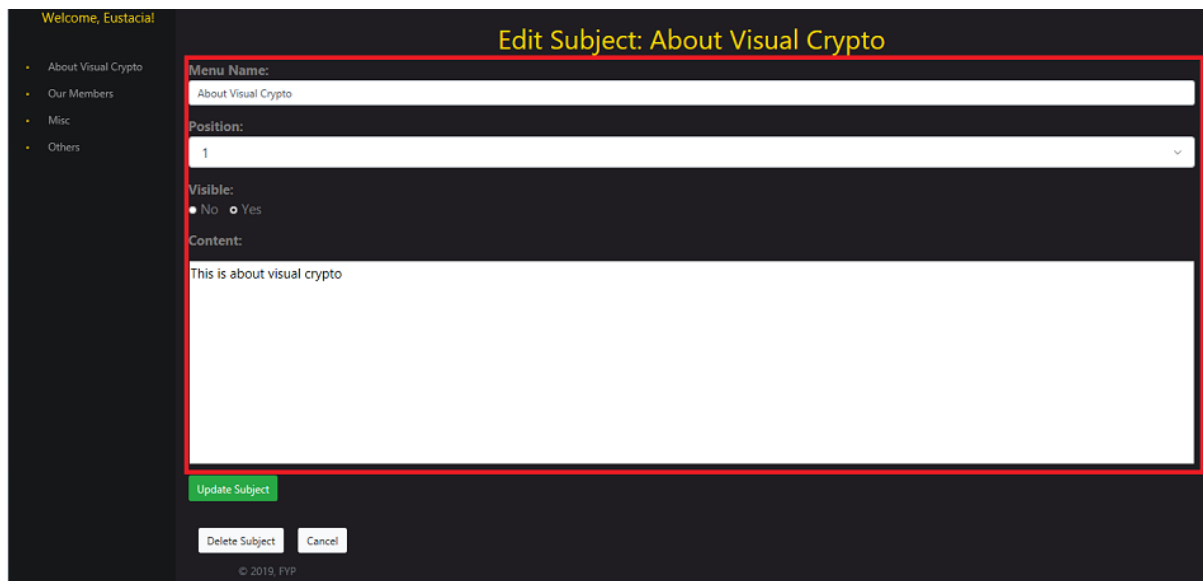 Welcome, Eustacia!
About Visual Crypto
Our Members
Misc
Others
Edit Subject: About Visual Crypto
Menu Name:
About Visual Crypto
Position:
1
Visible:
No Yes
Content:
This is about visual crypto
Update Subject
Delete Subject Cancel
© 2019, FYP